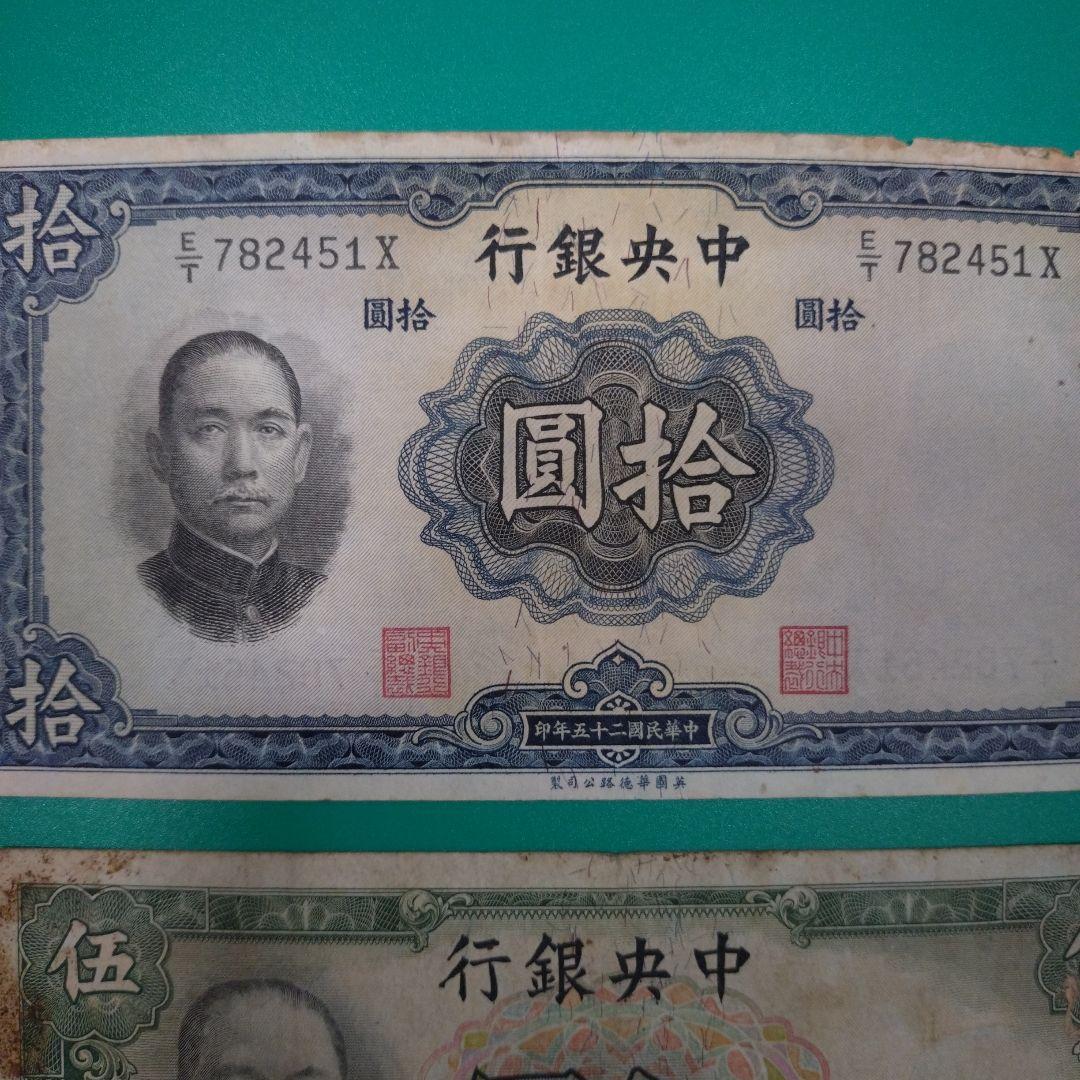 拾
E/T 782451 X
中央銀行
E/T 782451 X
拾圓
拾圓
拾圓
拾
中華民國二十五年印
英國華德路公司製
伍
中央銀行